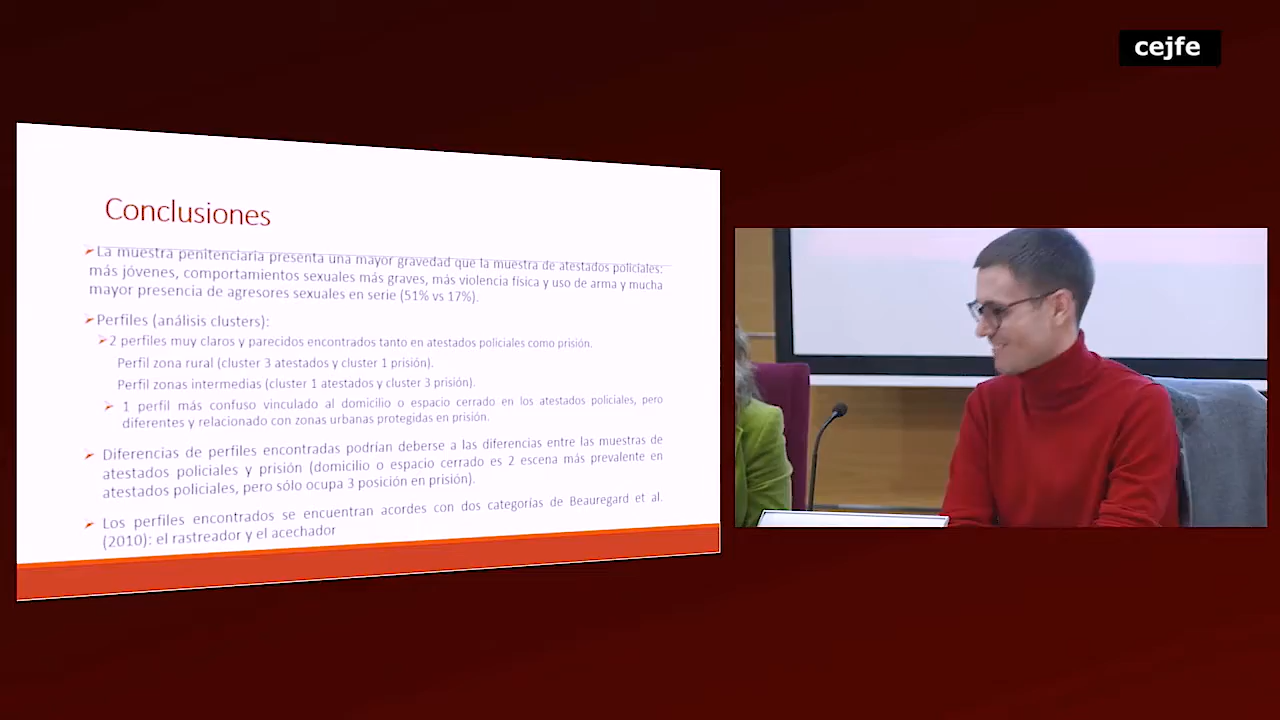 cejfe
Conclusiones
La muestra penitenciaria presenta una mayor gravedad que la muestra de atestados policiales:
más jóvenes, comportamientos sexuales más graves, más violencia física y uso de arma y mucha
mayor presencia de agresores sexuales en serie (51% vs 17%).
Perfiles (análisis clusters):
2 perfiles muy claros y parecidos encontrados tanto en atestados policiales como prisión.
Perfil zona rural (cluster 3 atestados y cluster 1 prisión).
Perfil zonas intermedias (cluster 1 atestados y cluster 3 prisión).
1 perfil más confuso vinculado al domicilio o espacio cerrado en los atestados policiales, pero
diferentes y relacionado con zonas urbanas protegidas en prisión.
Diferencias de perfiles encontradas podrían deberse a las diferencias entre las muestras de
atestados policiales y prisión (domicilio o espacio cerrado es 2 escena más prevalente en
atestados policiales, pero sólo ocupa 3 posición en prisión).
Los perfiles encontrados se encuentran acordes con dos categorías de Beauregard et al.
(2010): el rastreador y el acechador